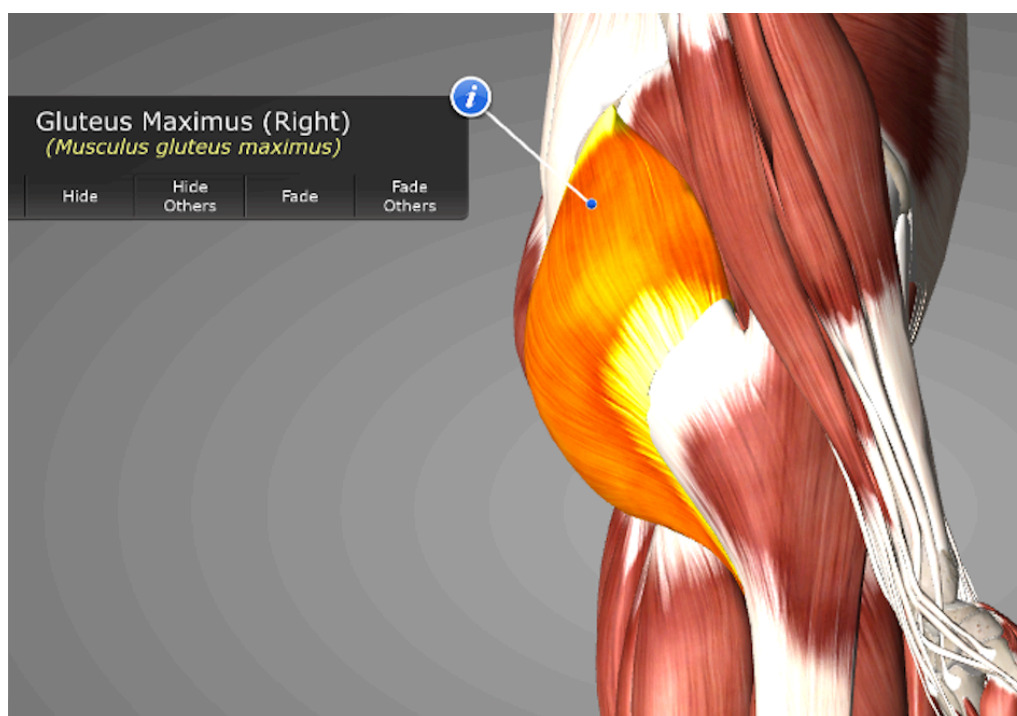 i
Gluteus Maximus (Right)
(Musculus gluteus maximus)
Hide
Hide
Others
Fade
Fade
Others